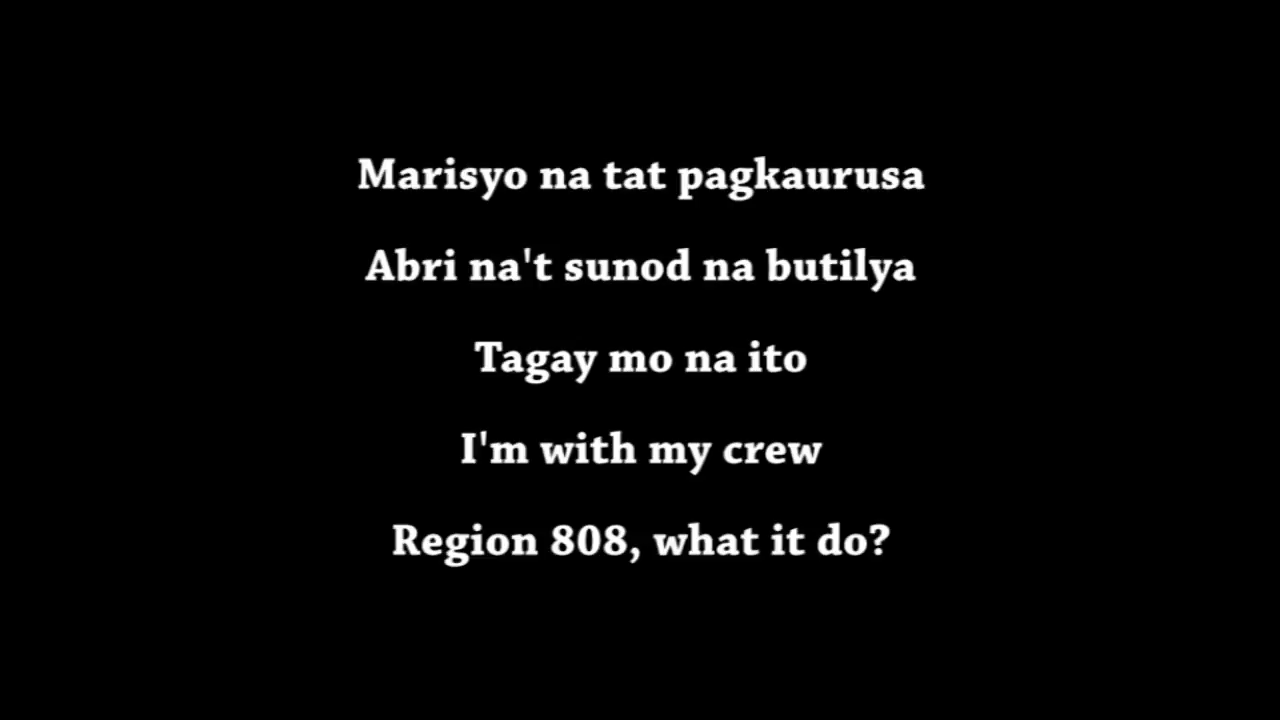 Marisyo na tat pagkaurusa
Abri na't sunod na butilya
Tagay mo na ito
I'm with my crew
Region 808, what it do?